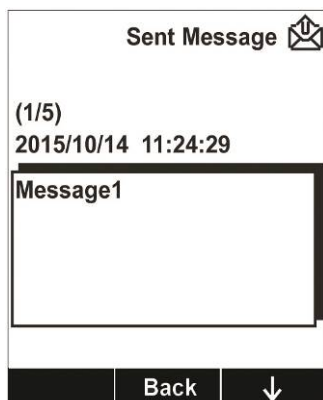 Sent Message
(1/5)
2015/10/14 11:24:29
Message1
Back ↓